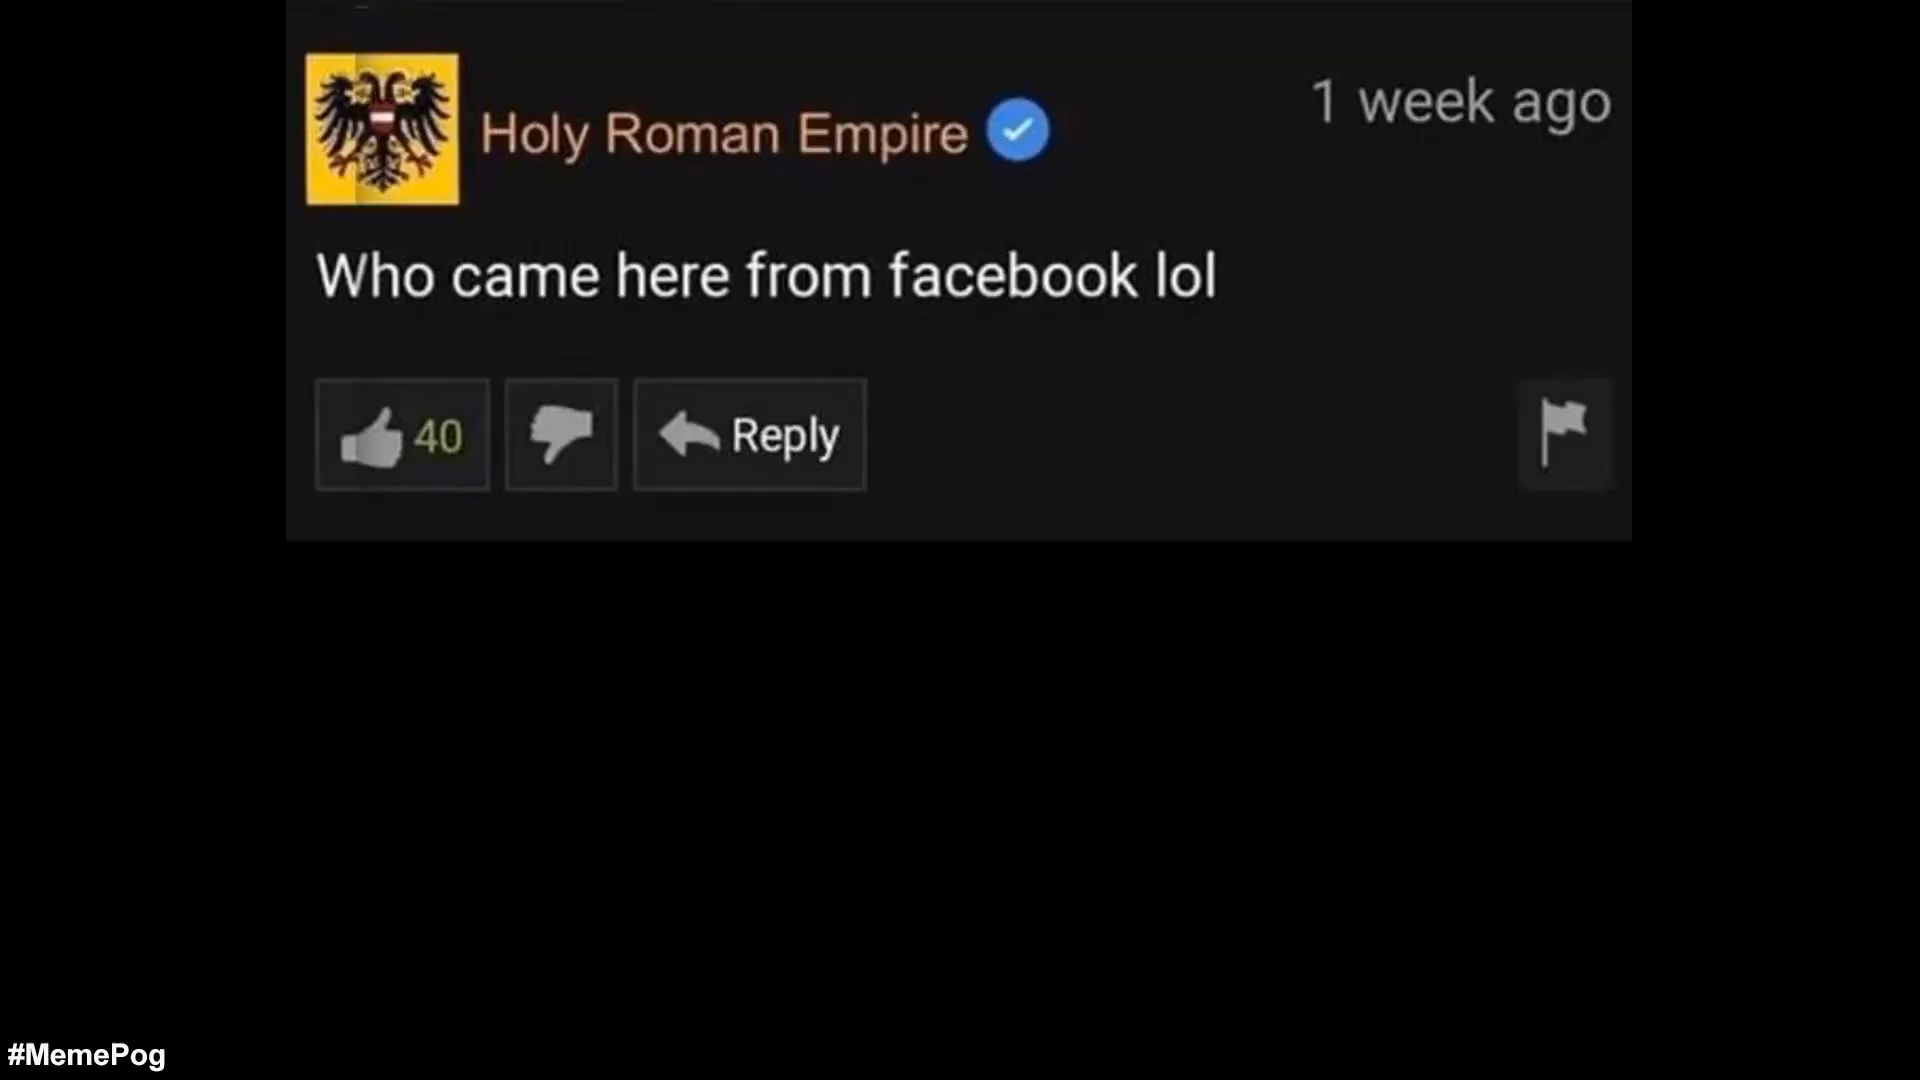 Holy Roman Empire
1 week ago
Who came here from facebook lol
40
Reply
#MemePog